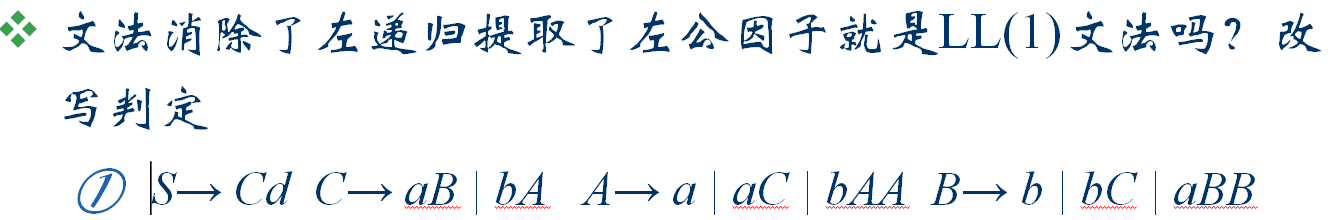 ❖ 文法消除了左递归提取了左公因子就是LL(1)文法吗？改
写判定
① S→ Cd C→ aB | bA A→ a | aC | bAA B→ b | bC | aBB